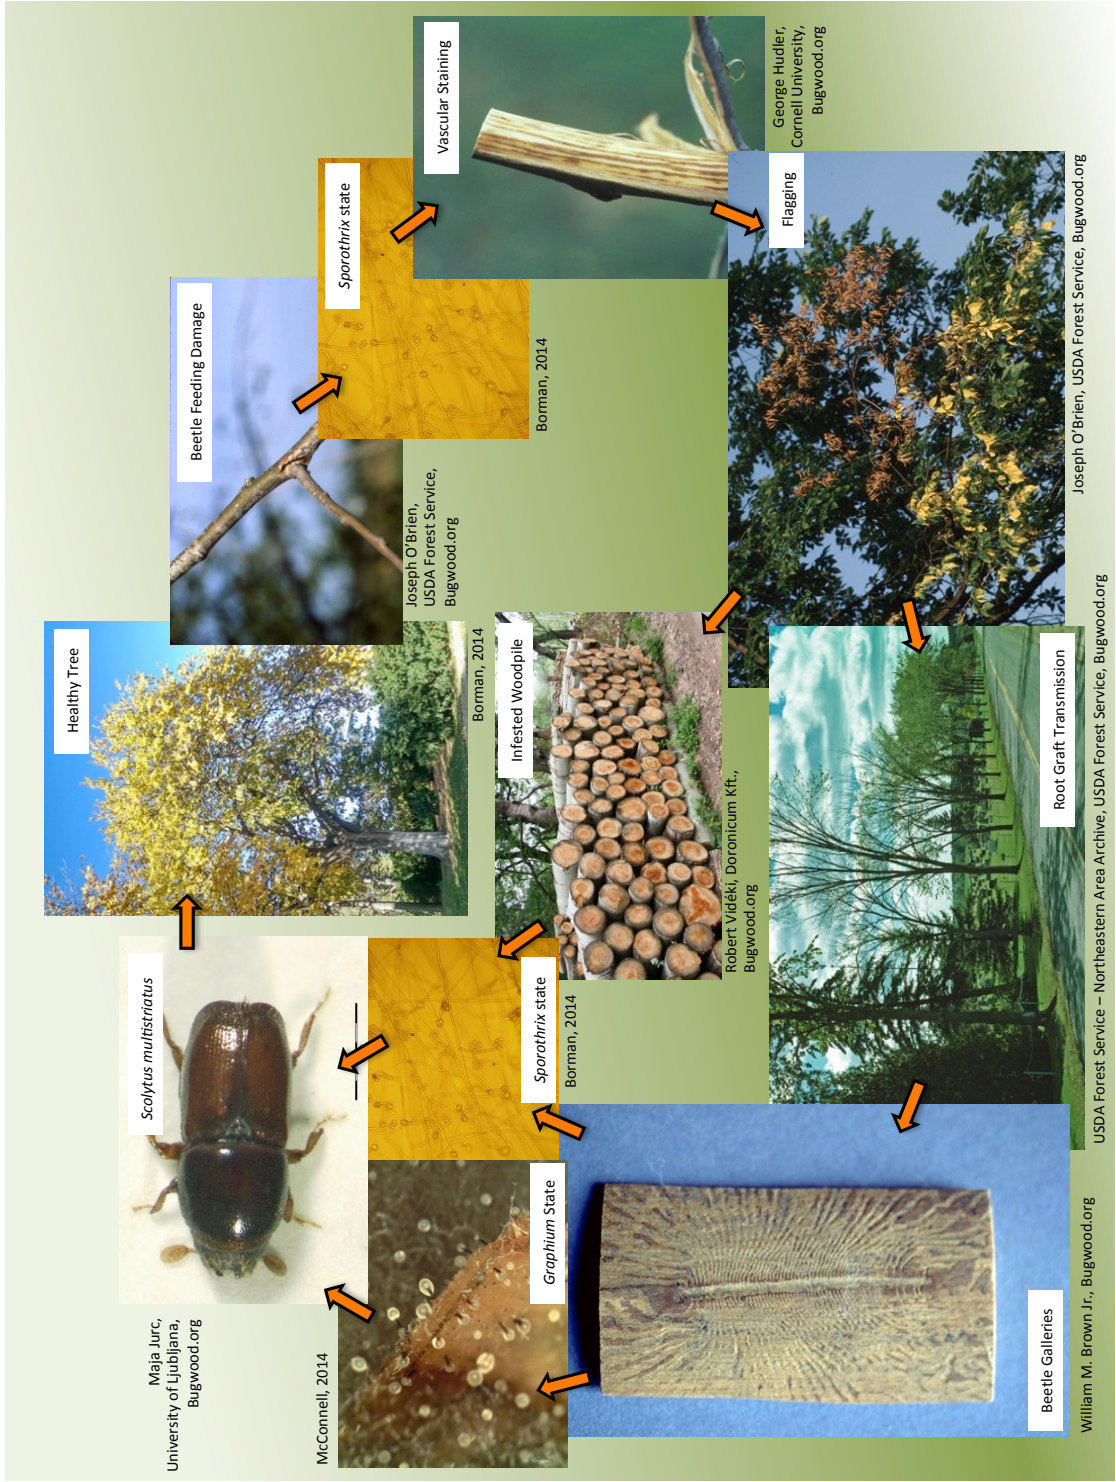 Scolytus multistriatus
Maja Jurc,
University of Ljubljana,
Bugwood.org
Healthy Tree
Borman, 2014
Beetle Feeding Damage
Joseph O'Brien,
USDA Forest Service,
Bugwood.org
Sporothrix state
Borman, 2014
Vascular Staining
George Hudler,
Cornell University,
Bugwood.org
Flagging
Joseph O'Brien, USDA Forest Service, Bugwood.org
Infested Woodpile
Robert Vidéki, Doronicum Kft.,
Bugwood.org
Root Graft Transmission
USDA Forest Service – Northeastern Area Archive, USDA Forest Service, Bugwood.org
Beetle Galleries
William M. Brown Jr., Bugwood.org
Graphium State
McConnell, 2014
Sporothrix state
Borman, 2014